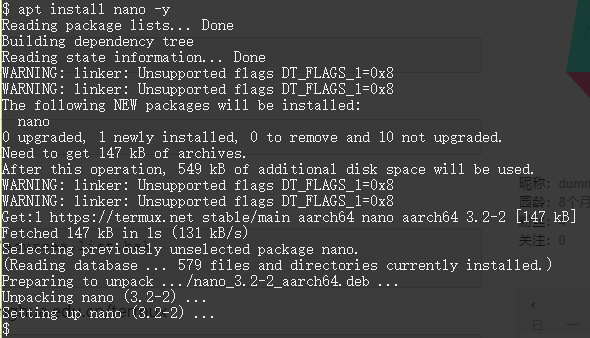 $ apt install nano -y
Reading package lists... Done
Building dependency tree
Reading state information... Done
WARNING: linker: Unsupported flags DT_FLAGS_1=0x8
WARNING: linker: Unsupported flags DT_FLAGS_1=0x8
The following NEW packages will be installed:
  nano
0 upgraded, 1 newly installed, 0 to remove and 10 not upgraded.
Need to get 147 kB of archives.
After this operation, 549 kB of additional disk space will be used.
WARNING: linker: Unsupported flags DT_FLAGS_1=0x8
WARNING: linker: Unsupported flags DT_FLAGS_1=0x8
Get:1 https://termux.net stable/main aarch64 nano aarch64 3.2-2 [147 kB]
Fetched 147 kB in 1s (131 kB/s)
Selecting previously unselected package nano.
(Reading database ... 579 files and directories currently installed.)
Preparing to unpack .../nano_3.2-2_aarch64.deb ...
Unpacking nano (3.2-2) ...
Setting up nano (3.2-2) ...
$
昵称: dumm
园龄: 8个月
关注: 0
日 一